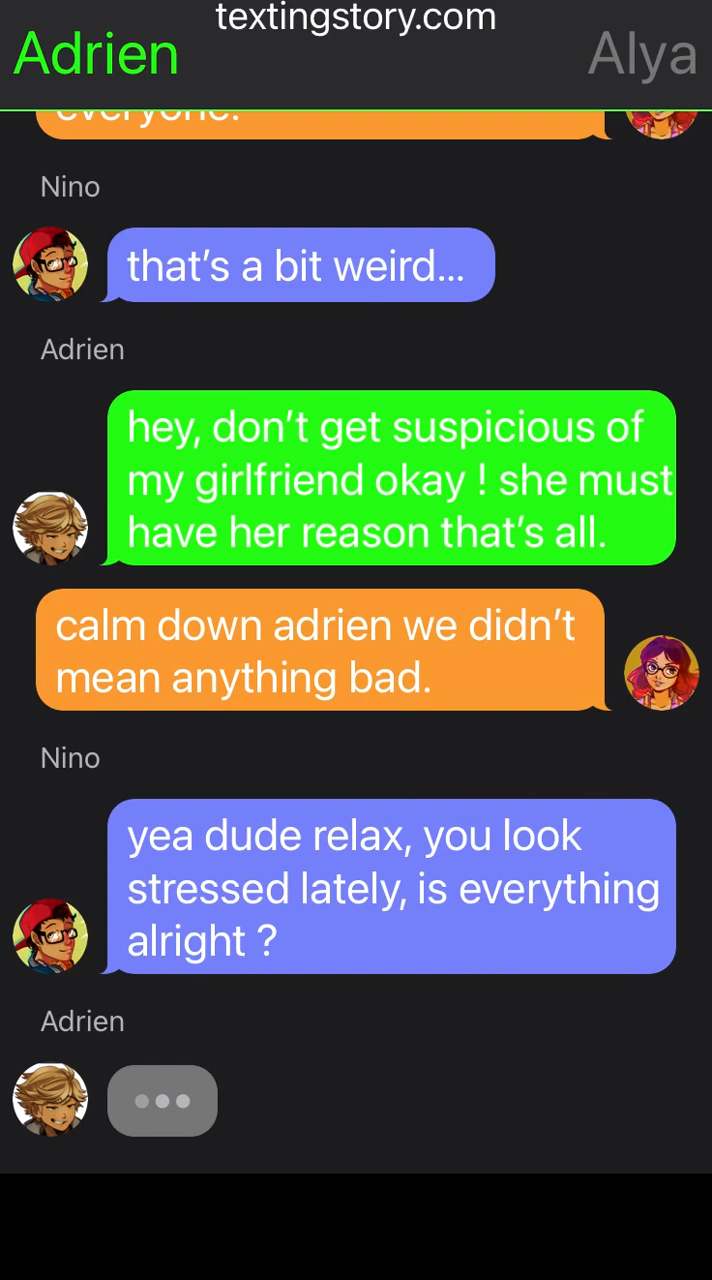 textingstory.com
Adrien
Alya
everyone.
Nino
that’s a bit weird...
Adrien
hey, don’t get suspicious of
my girlfriend okay ! she must
have her reason that’s all.
calm down adrien we didn’t
mean anything bad.
Nino
yea dude relax, you look
stressed lately, is everything
alright ?
Adrien